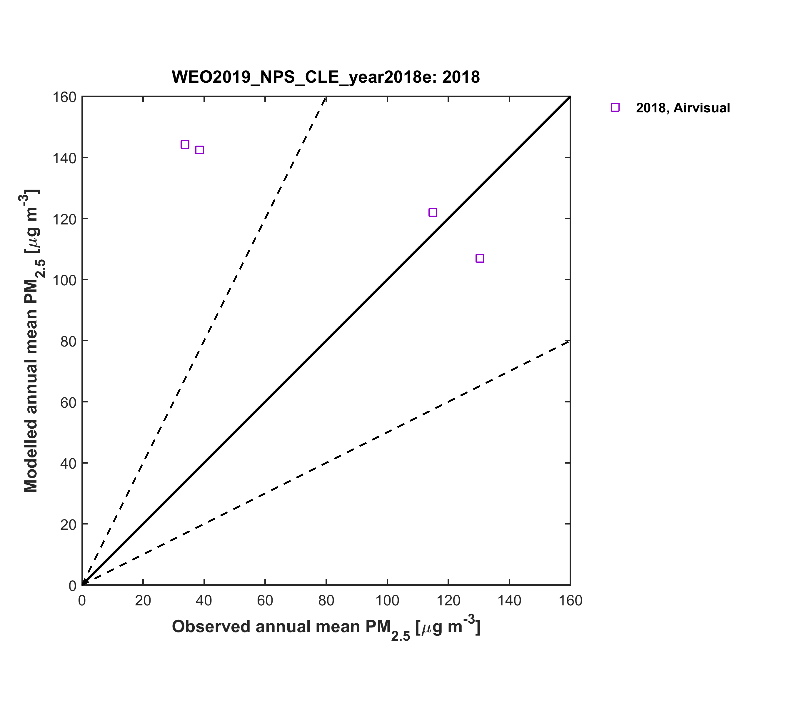 WEO2019_NPS_CLE_year2018e: 2018
2018, Airvisual
160
140
120
100
80
60
40
20
0
Modelled annual mean PM2.5 [μg m-3]
0 20 40 60 80 100 120 140 160
Observed annual mean PM2.5 [μg m-3]